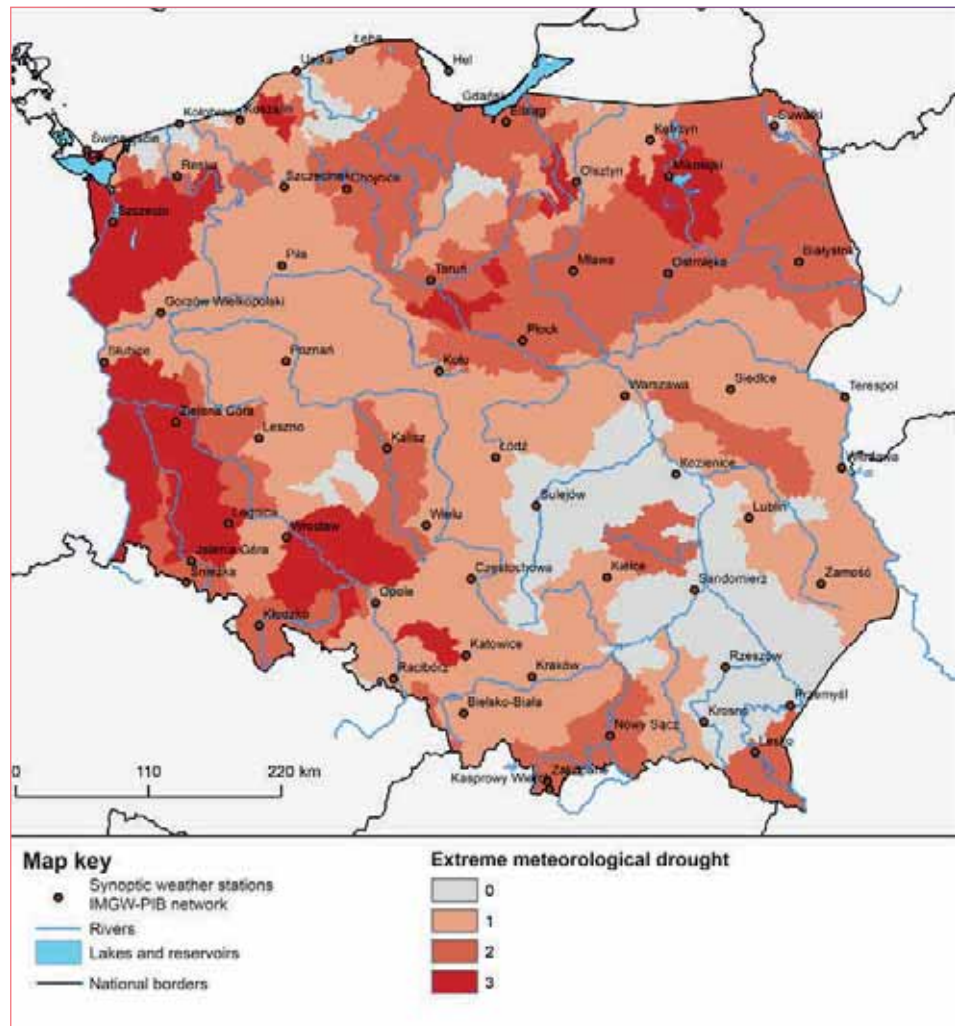 Łeba
Ustka
Hel
Gdańsk
Kołobrzeg Koszalin
Elbląg
Suwałki
Świnoujście
Kętrzyn
Resko
Szczecinek Chojnice
Olsztyn
Mikołajki
Szczecin
Białystok
Piła
Toruń
Mława
Ostrołęka
Gorzów Wielkopolski
Płock
Słubice
Poznań
Koło
Warszawa
Siedlce
Terespol
Zielona Góra
Leszno
Kalisz
Łódź
Kozienice
Włodawa
Sulejów
Lublin
Legnica
Wrocław
Wieluń
Jelenia Góra
Śnieżka
Częstochowa
Kielce
Sandomierz
Zamość
Opole
Kłodzko
Katowice
Rzeszów
Racibórz
Kraków
Przemyśl
Bielsko-Biała
Nowy Sącz
Krosno
Lesko
Kasprowy Wierch
Zakopane
0 110 220 km
Map key
Synoptic weather stations
IMGW-PIB network
Rivers
Lakes and reservoirs
National borders
Extreme meteorological drought
0
1
2
3